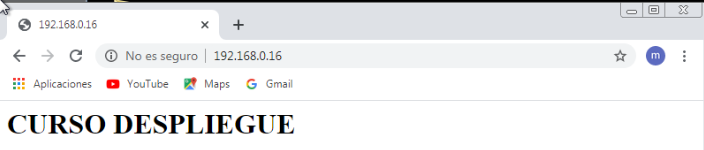 192.168.0.16
No es seguro 192.168.0.16 m
Aplicaciones YouTube Maps Gmail
CURSO DESPLIEGUE